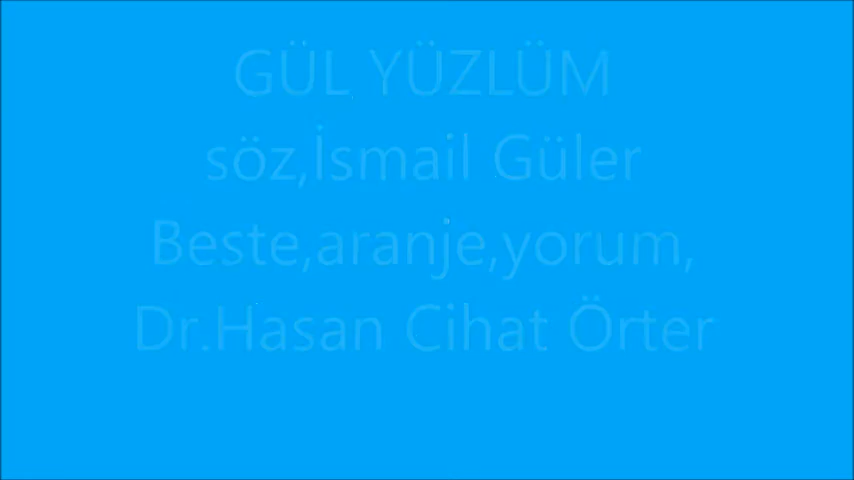 GÜL YÜZLÜM
söz,İsmail Güler
Beste,aranje,yorum,
Dr.Hasan Cihat Örter